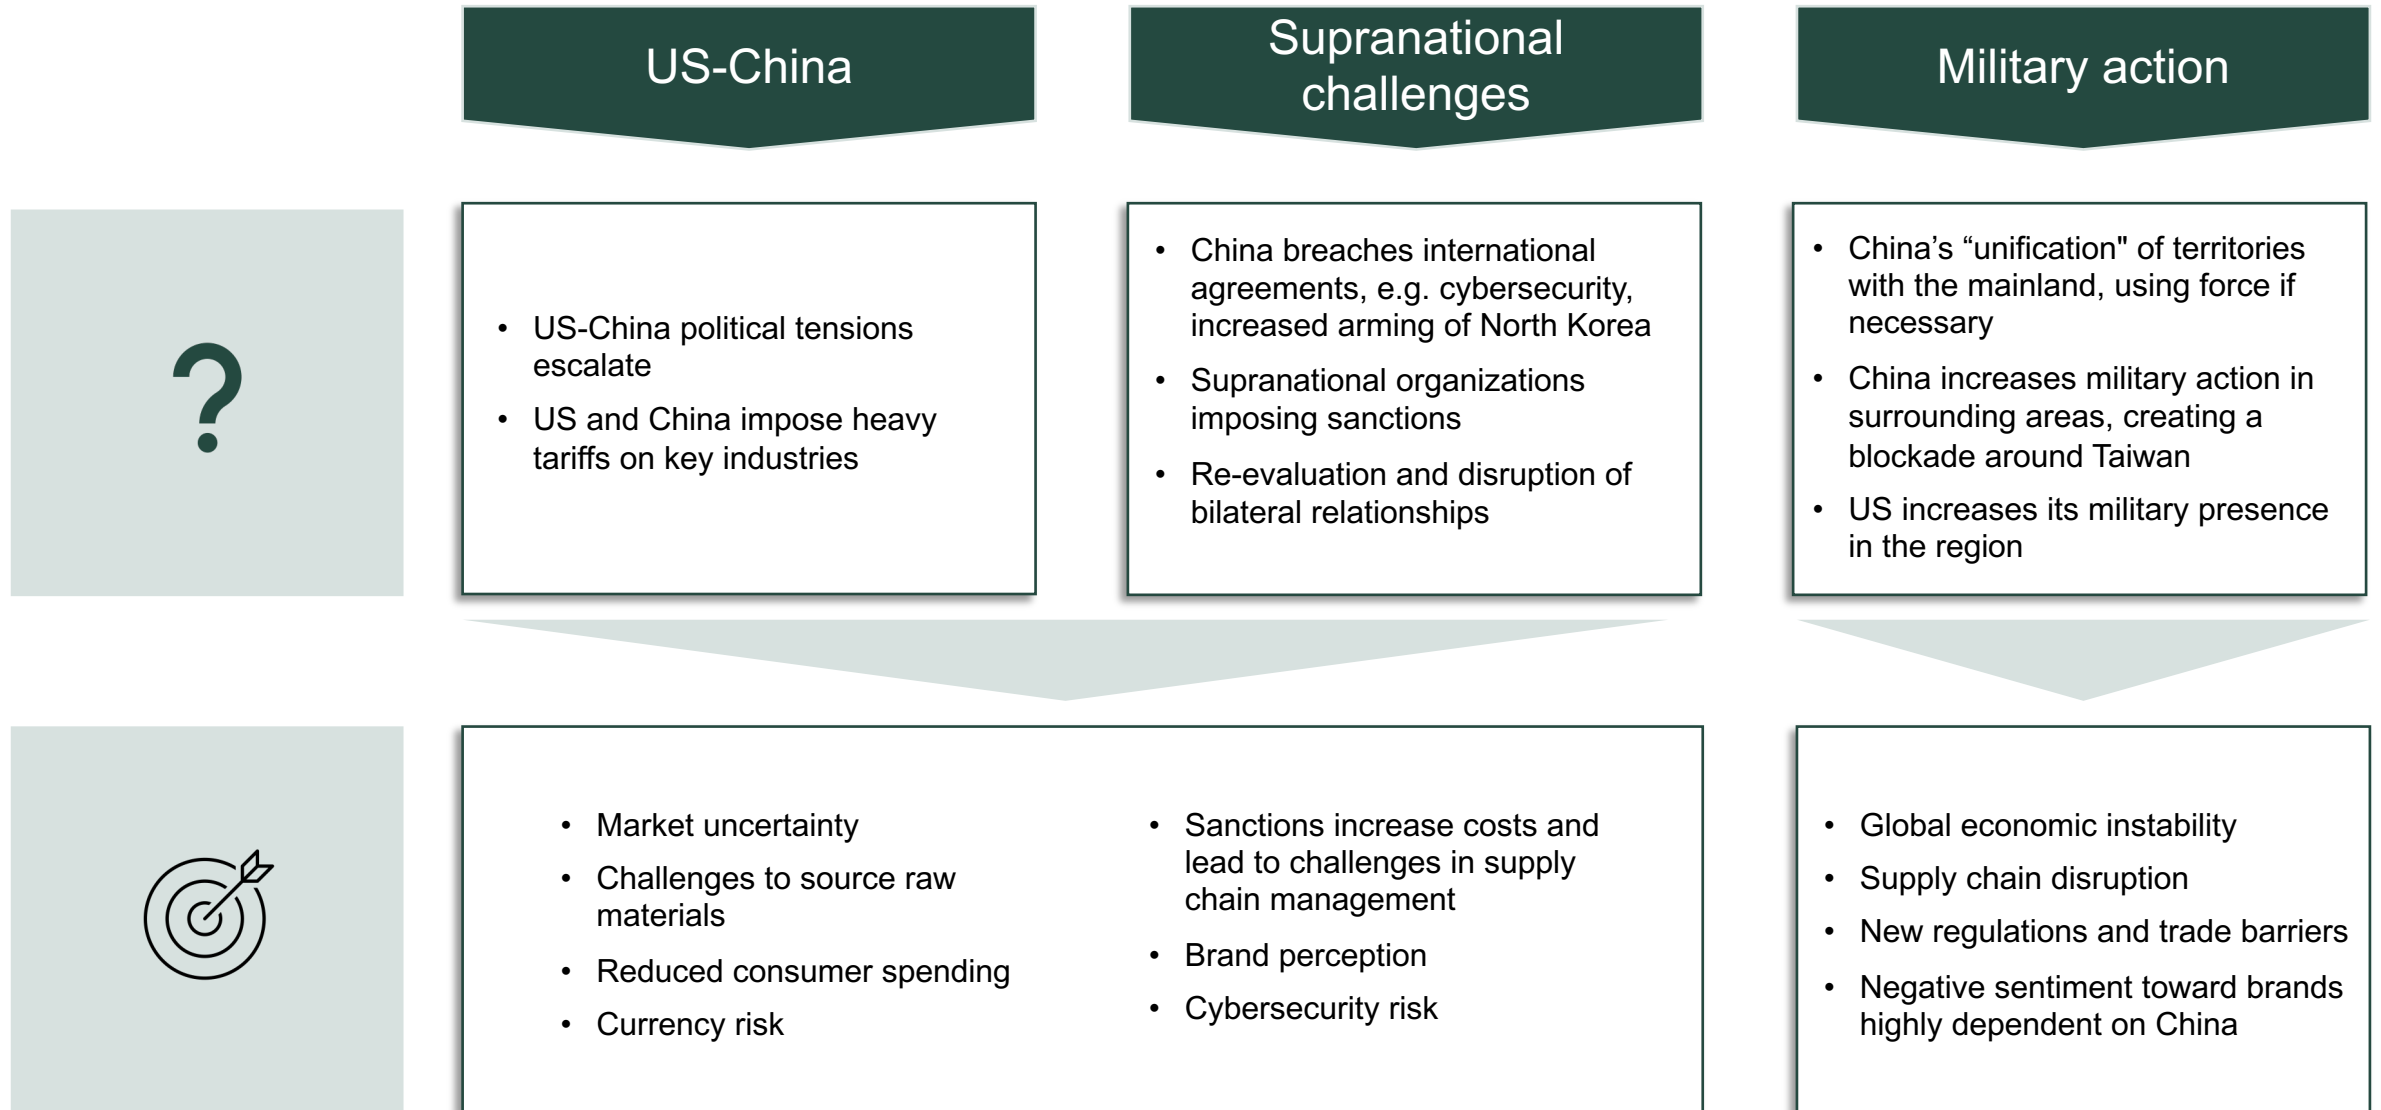 US-China
Supranational
challenges
Military action
?
• US-China political tensions
escalate
• US and China impose heavy
tariffs on key industries
• China breaches international
agreements, e.g. cybersecurity,
increased arming of North Korea
• Supranational organizations
imposing sanctions
• Re-evaluation and disruption of
bilateral relationships
• China’s “unification" of territories
with the mainland, using force if
necessary
• China increases military action in
surrounding areas, creating a
blockade around Taiwan
• US increases its military presence
in the region
• Market uncertainty
• Challenges to source raw
materials
• Reduced consumer spending
• Currency risk
• Sanctions increase costs and
lead to challenges in supply
chain management
• Brand perception
• Cybersecurity risk
• Global economic instability
• Supply chain disruption
• New regulations and trade barriers
• Negative sentiment toward brands
highly dependent on China